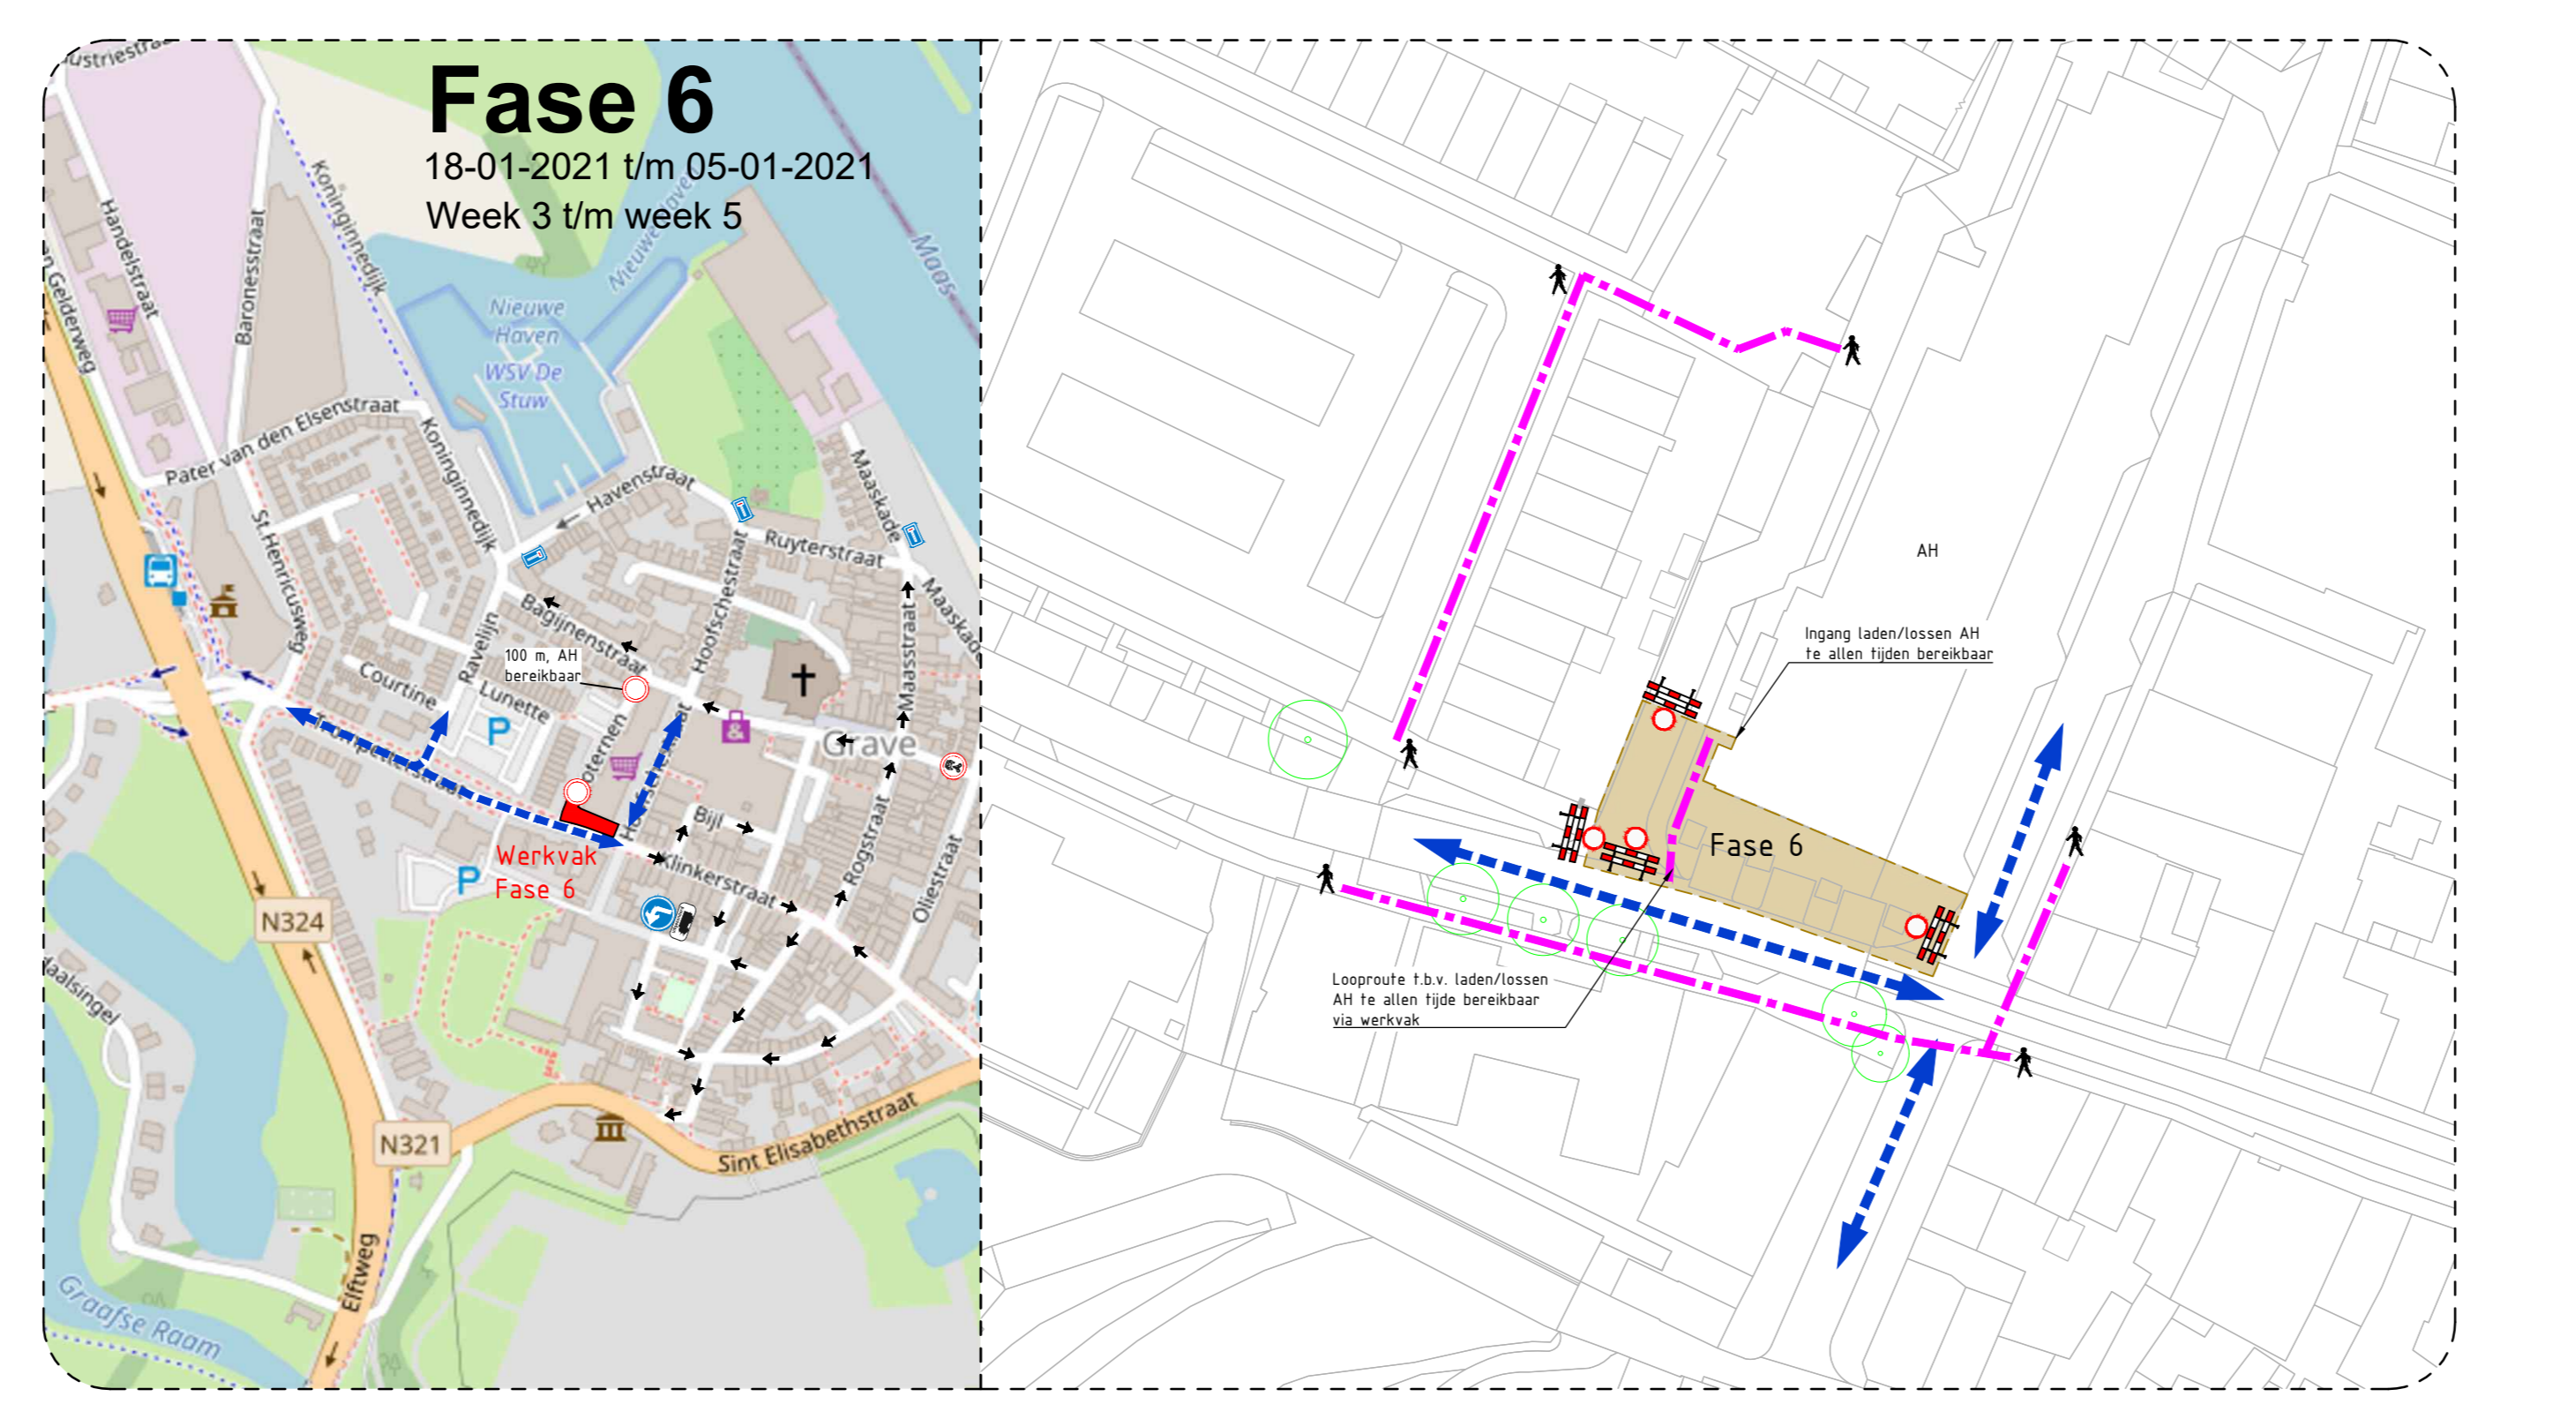 Fase 6
18-01-2021 t/m 05-01-2021
Week 3 t/m week 5
Handelstraat
Baronesstraat
Koninginnedijk
Nieuwe Haven
Maas
Nieuwe
Haven
WSV De
Stuw
Pater van den Elsenstraat
Koninginnedijk
Havenstraat
Maaskade
St. Henricusweg
Ruyterstraat
Maaskade
Bagijnenstraat
Hoofschestraat
Maasstraat
Ravelijn
100 m, AH
bereikbaar
Courtine
Lunette
P
&
Grave
Trompetterstraat
Bijl
Klinkerstraat
Rogstraat
Oliestraat
Werkvak
Fase 6
P
N324
N321
Sint Elisabethstraat
Elftweg
Graafse Raam
AH
Ingang laden/lossen AH
te allen tijden bereikbaar
Fase 6
Looproute t.b.v. laden/lossen
AH te allen tijde bereikbaar
via werkvak